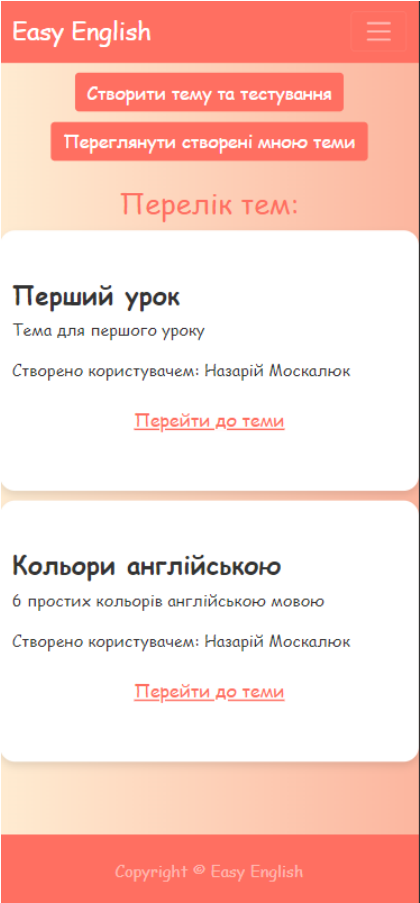 Easy English
Створити тему та тестування
Переглянути створені мною теми
Перелік тем:
Перший урок
Тема для першого уроку
Створено користувачем: Назарій Москалюк
Перейти до теми
Кольори англійською
6 простих кольорів англійською мовою
Створено користувачем: Назарій Москалюк
Перейти до теми
Copyright © Easy English